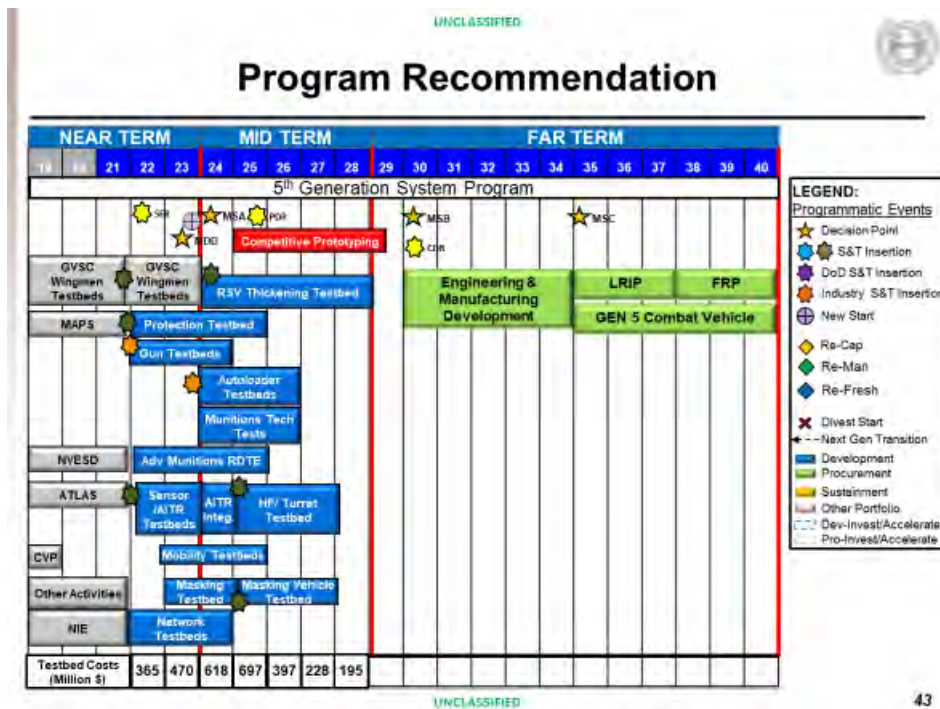 UNCLASSIFIED
Program Recommendation
NEAR TERM MID TERM FAR TERM
21 22 23 24 25 26 27 28 29 30 31 32 33 34 35 36 37 38 39 40
5th Generation System Program
SFR MSA PDR MSB MSC
MDD Competitive Prototyping CDR
GVSC
Wingmen
Testbeds
GVSC
Wingmen
Testbeds
RSV Thickening Testbed
Engineering &
Manufacturing
Development
LRIP
FRP
GEN 5 Combat Vehicle
MAPS
Protection Testbed
Gun Testbeds
Autoloader
Testbeds
Munitions Tech
Tests
NVESD
Adv Munitions RDTE
ATLAS
Sensor
/AiTR
Testbeds
AiTR
Integ.
HF/ Turret
Testbed
CVP
Mobility Testbeds
Other Activities
Masking
Testbed
Masking Vehicle
Testbed
NIE
Network
Testbeds
Testbed Costs
(Million $)
365 470 618 697 397 228 195
LEGEND:
Programmatic Events
Decision Point
S&T Insertion
DoD S&T Insertion
Industry S&T Insertion
New Start
Re-Cap
Re-Man
Re-Fresh
Divest Start
Next Gen Transition
Development
Procurement
Sustainment
Other Portfolio
Dev-Invest/Accelerate
Pro-Invest/Accelerate
UNCLASSIFIED
43